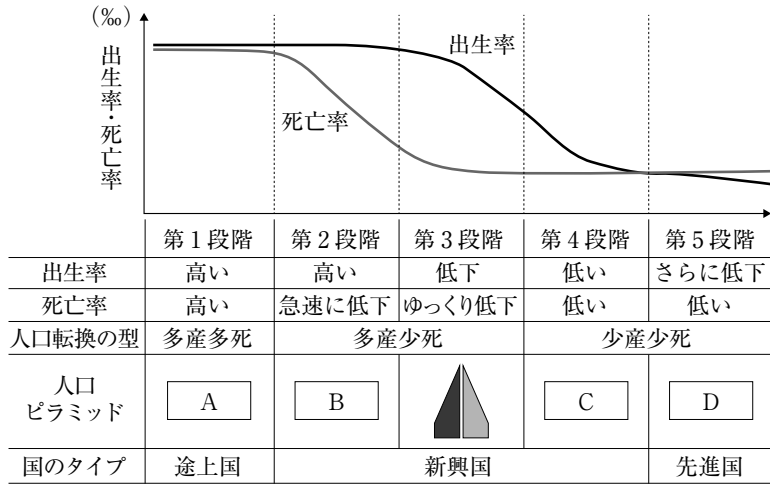 (‰)
出生率・死亡率
出生率
死亡率
第1段階 第2段階 第3段階 第4段階 第5段階
出生率 高い 高い 低下 低い さらに低下
死亡率 高い 急速に低下 ゆっくり低下 低い 低い
人口転換の型 多産多死 多産少死 少産少死
人口
ピラミッド A B C D
国のタイプ 途上国 新興国 先進国